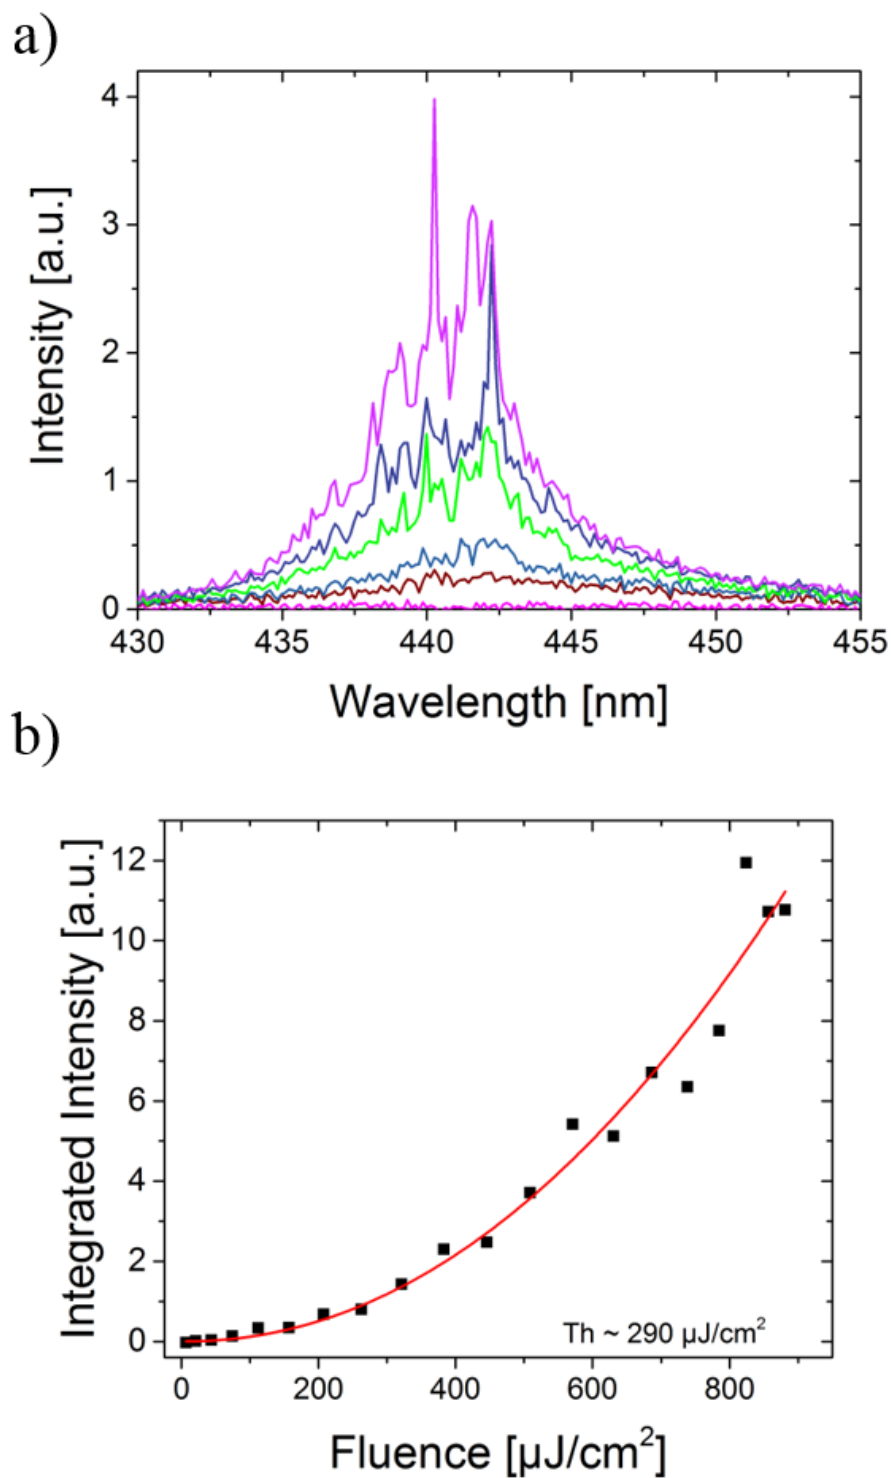 a)
4
3
2
1
0
Intensity [a.u.]
430 435 440 445 450 455
Wavelength [nm]
b)
12
10
8
6
4
2
0
Integrated Intensity [a.u.]
Th ~ 290 µJ/cm²
0 200 400 600 800
Fluence [µJ/cm²]